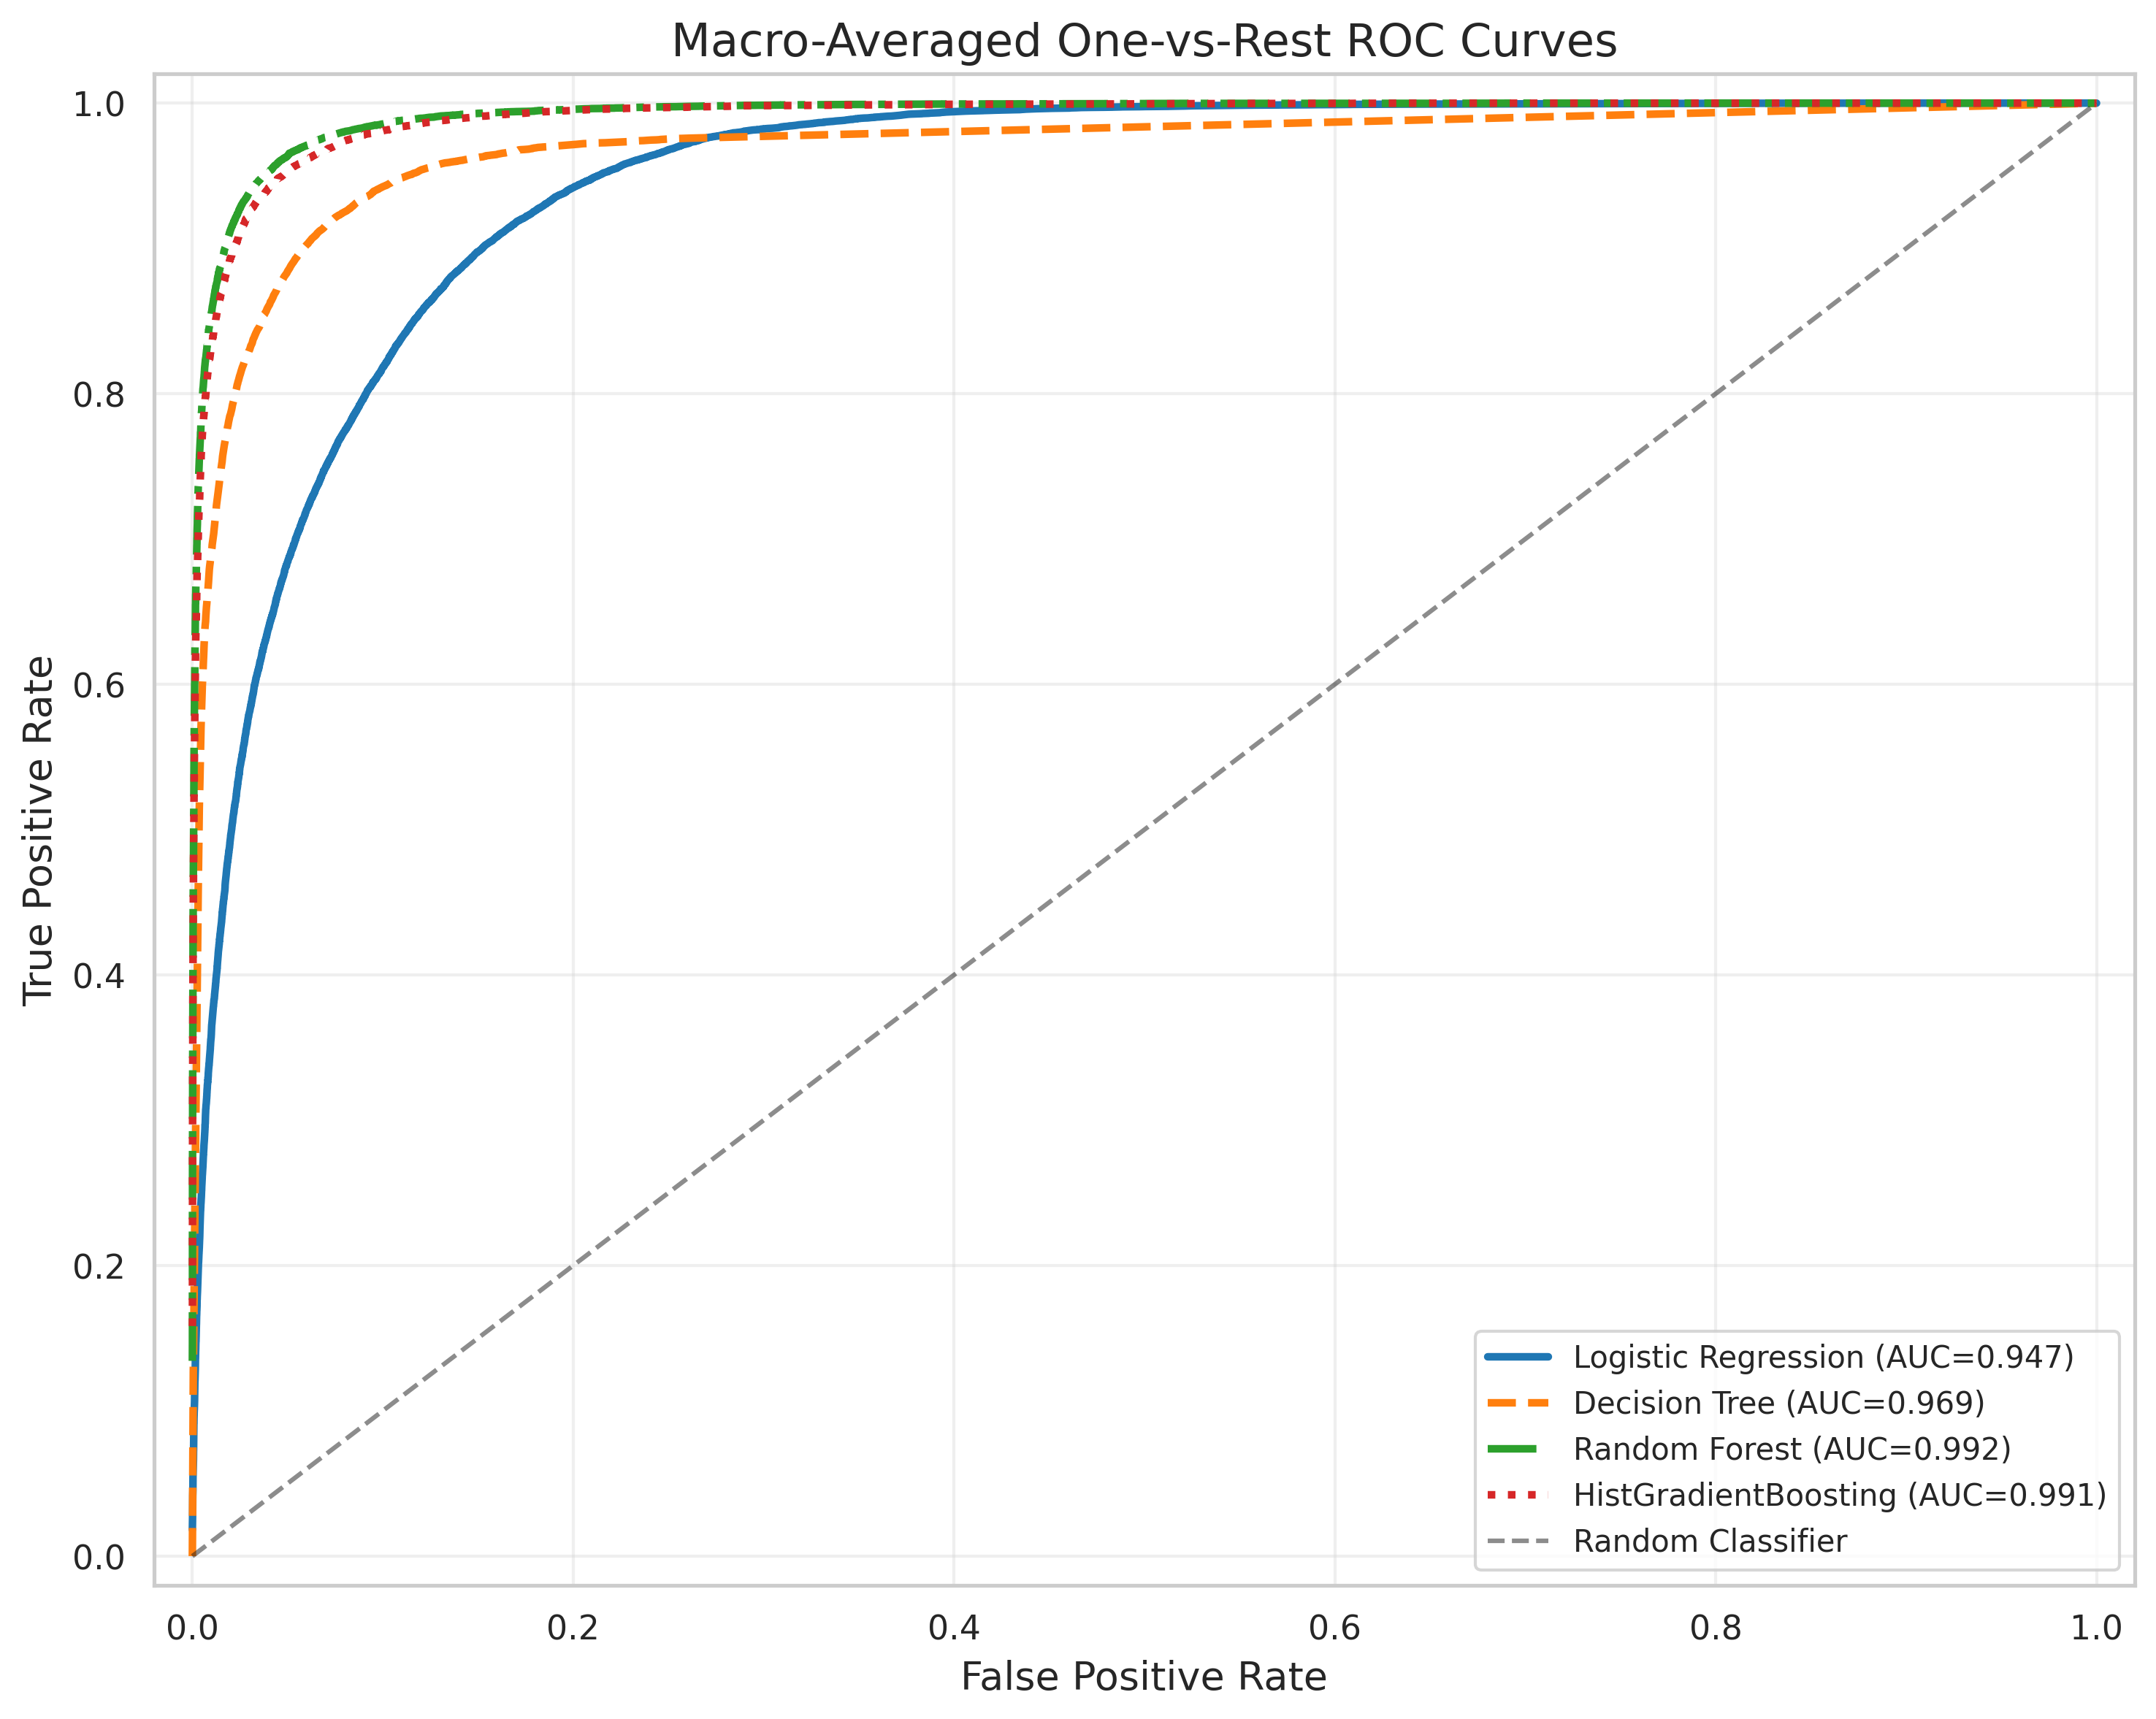 Macro-Averaged One-vs-Rest ROC Curves
True Positive Rate
1.0
0.8
0.6
0.4
0.2
0.0
0.0 0.2 0.4 0.6 0.8 1.0
False Positive Rate
Logistic Regression (AUC=0.947)
Decision Tree (AUC=0.969)
Random Forest (AUC=0.992)
HistGradientBoosting (AUC=0.991)
Random Classifier